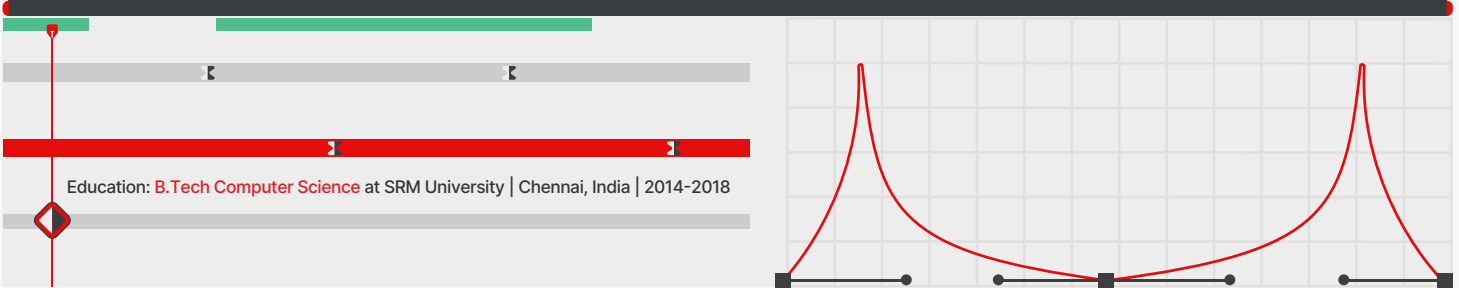 Education: B.Tech Computer Science at SRM University | Chennai, India | 2014-2018